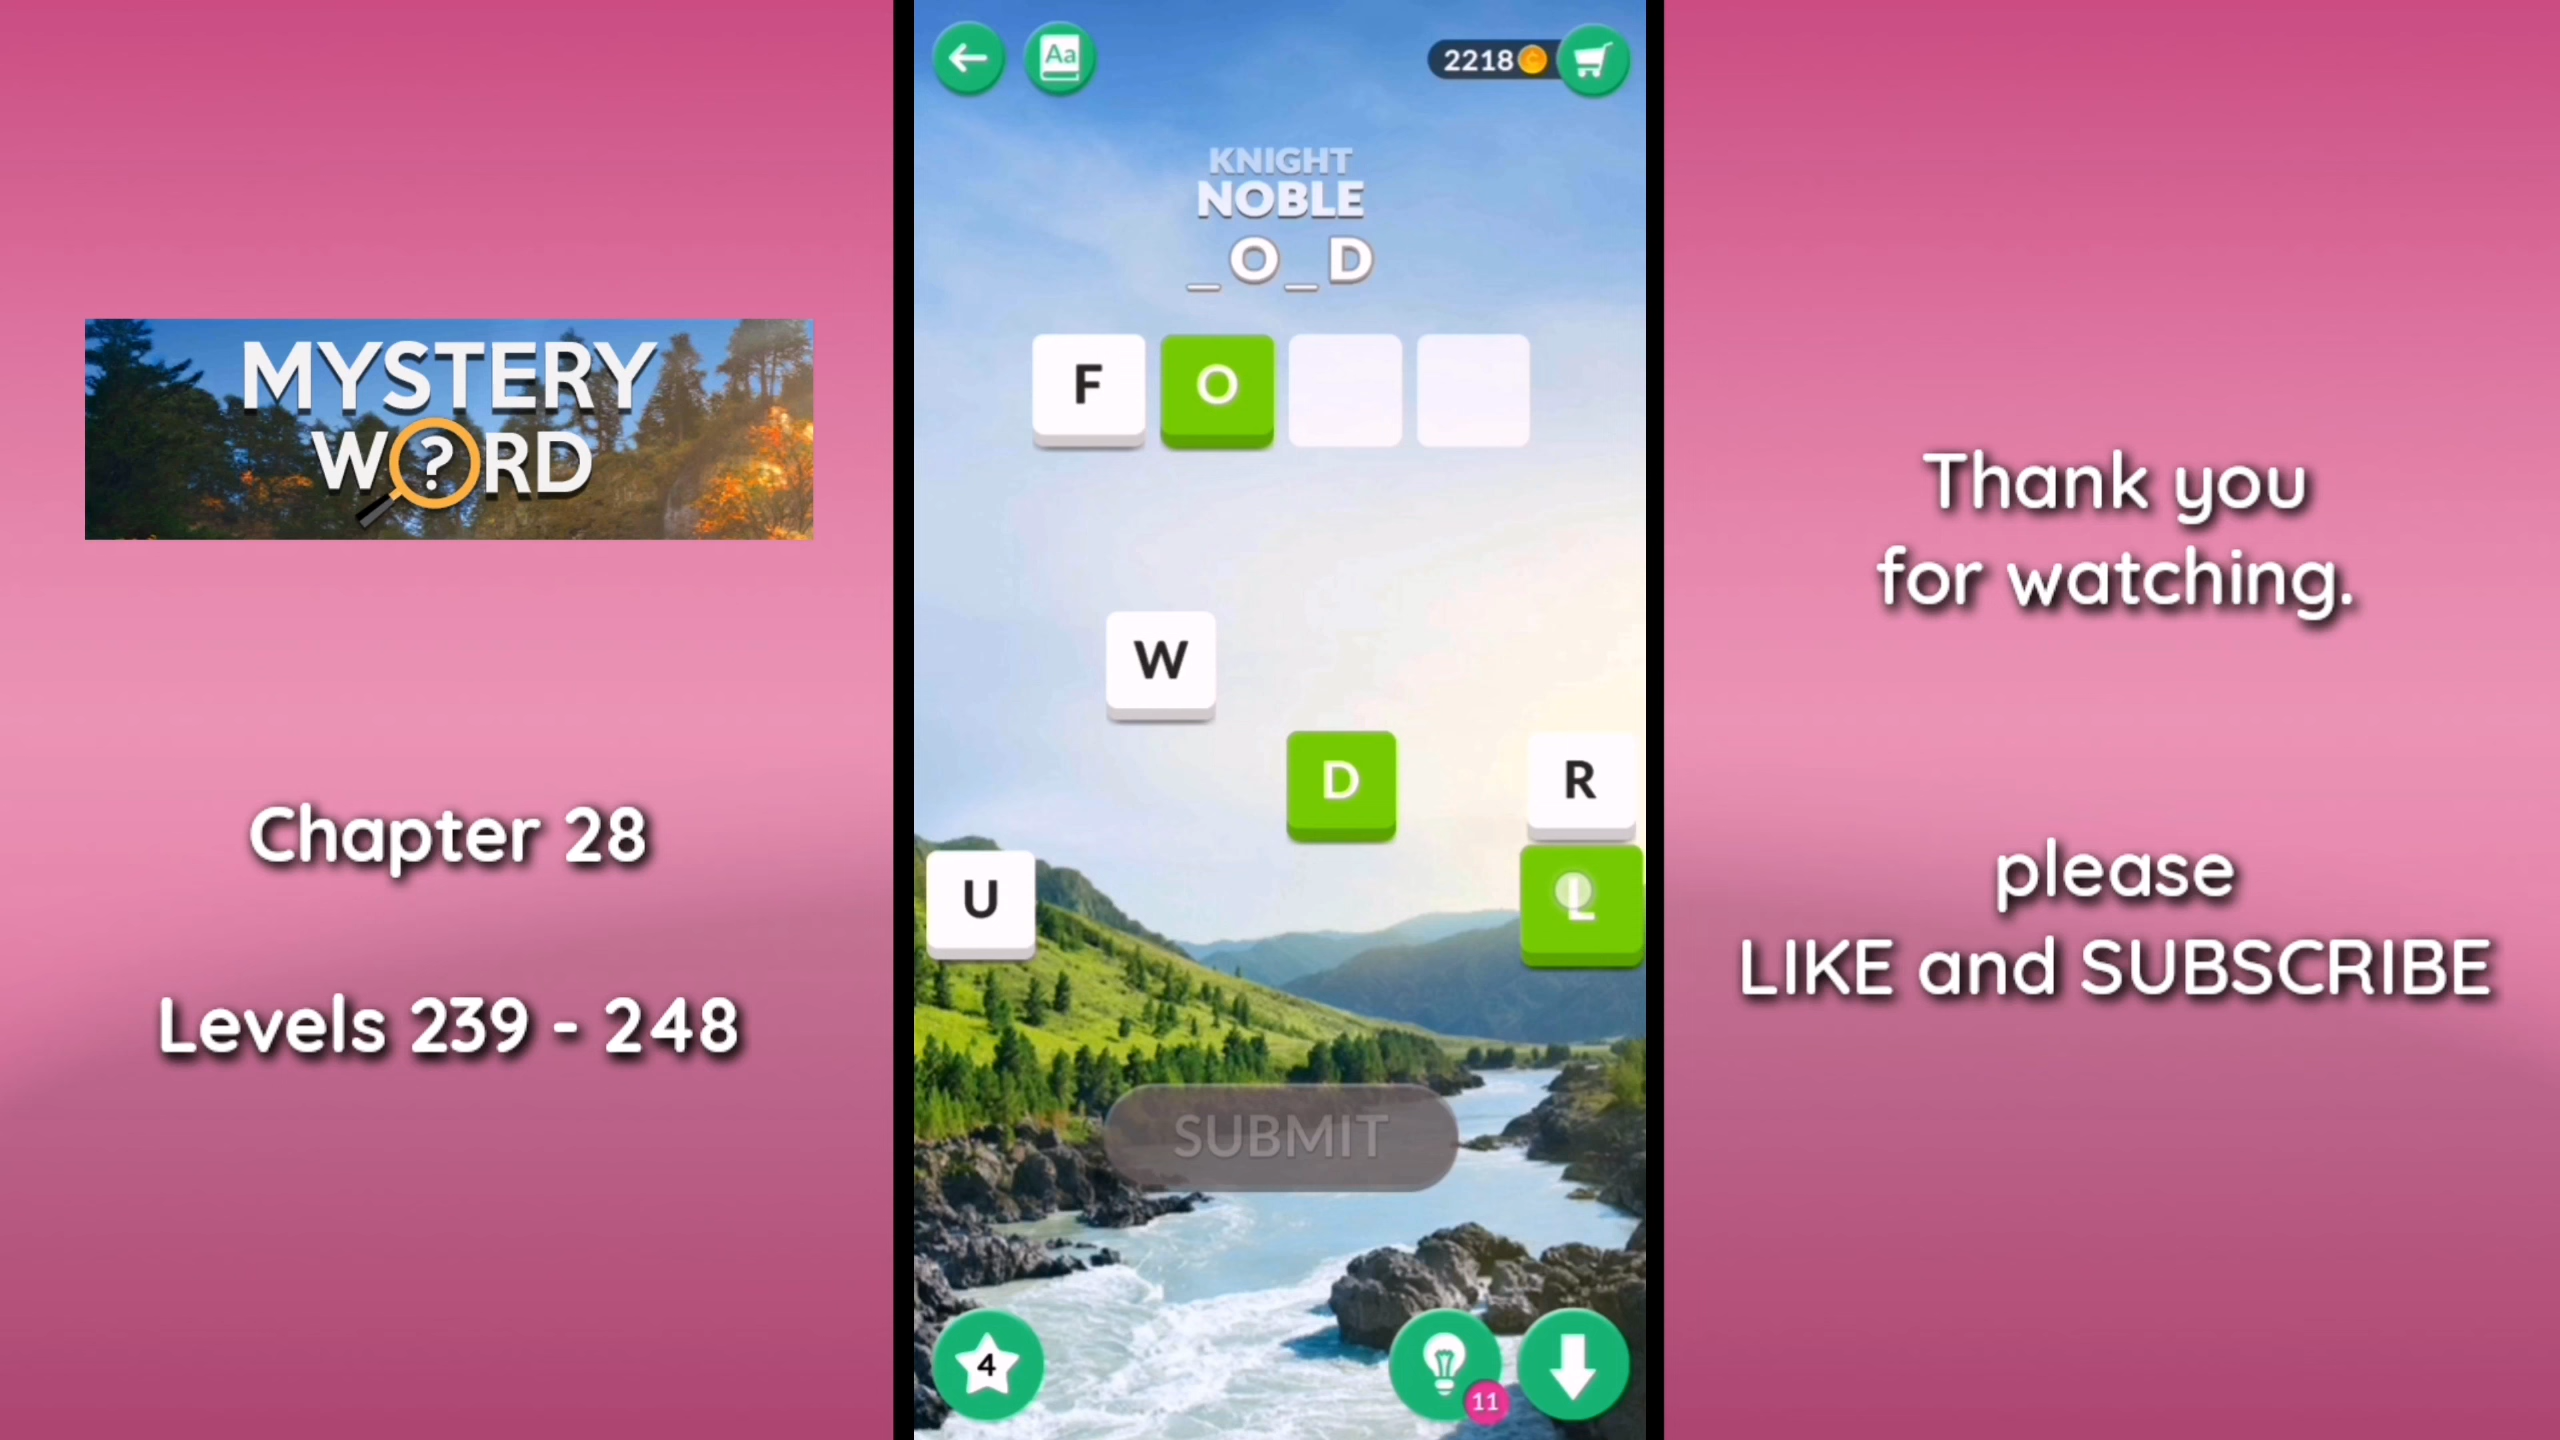 MYSTERY
W?RD
Chapter 28
Levels 239 - 248
Aa
2218
KNIGHT
NOBLE
_O_D
F O
W
D R
U L
SUBMIT
4
11
Thank you
for watching.
please
LIKE and SUBSCRIBE